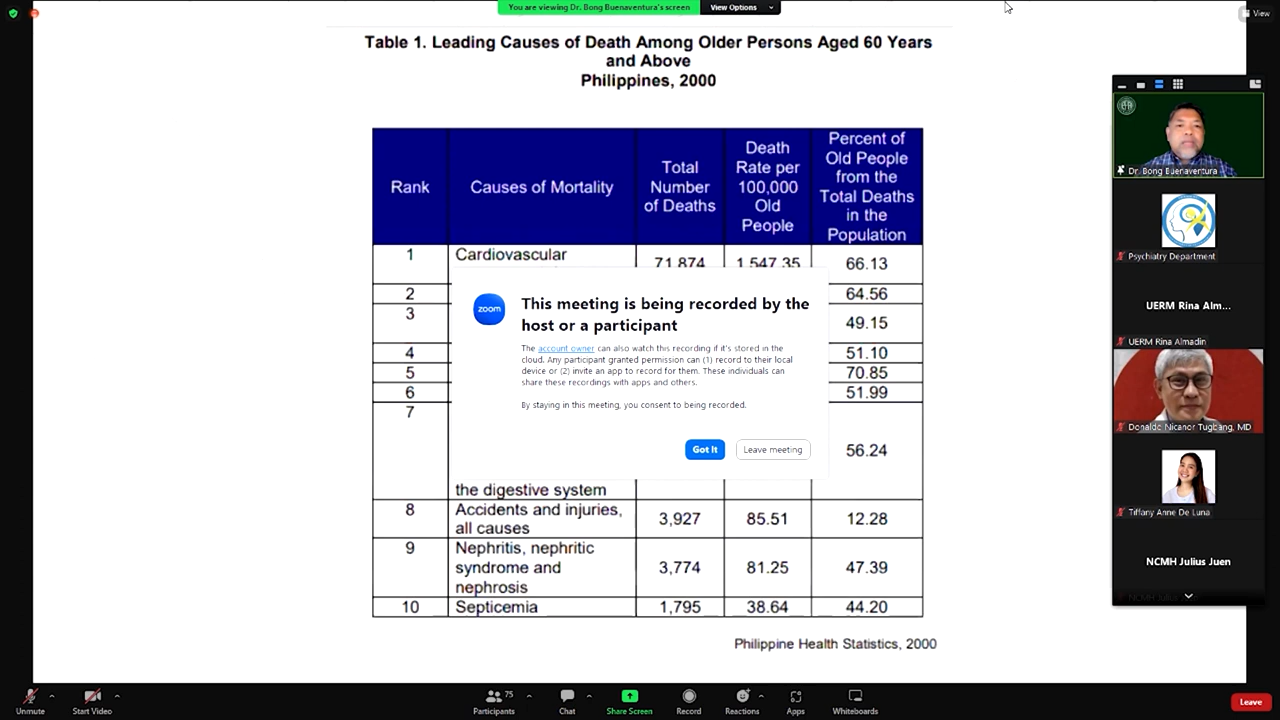 You are viewing Dr. Bong Buenaventura's screen
View Options
View
Table 1. Leading Causes of Death Among Older Persons Aged 60 Years
and Above
Philippines, 2000
Rank
Causes of Mortality
Total
Number
of Deaths
Death
Rate per
100,000
Old
People
Percent of
Old People
from the
Total Deaths
in the
Population
1 Cardiovascular 71,874 1,547.35 66.13
2 64.56
3 49.15
4 51.10
5 70.85
6 51.99
7 56.24
the digestive system
8 Accidents and injuries,
all causes 3,927 85.51 12.28
9 Nephritis, nephritic
syndrome and
nephrosis 3,774 81.25 47.39
10 Septicemia 1,795 38.64 44.20
Philippine Health Statistics, 2000
zoom
This meeting is being recorded by the
host or a participant
The account owner can also watch this recording if it's stored in the
cloud. Any participant granted permission can (1) record to their local
device or (2) invite an app to record for them. These individuals can
share these recordings with apps and others.
By staying in this meeting, you consent to being recorded.
Got It
Leave meeting
Dr. Bong Buenaventura
Psychiatry Department
UERM Rina Alm...
UERM Rina Almadin
Donaldo Nicanor Tugbang, MD
Tiffany Anne De Luna
NCMH Julius Juen
Unmute
Start Video
75
Participants
Chat
Share Screen
Record
Reactions
Apps
Whiteboards
Leave